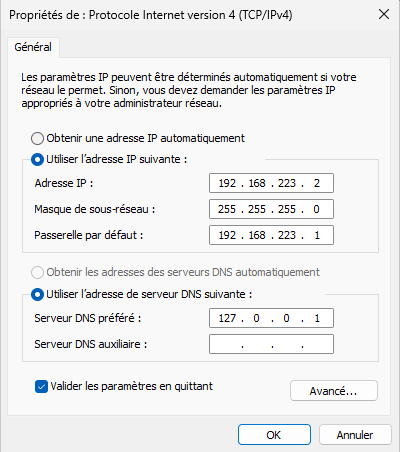 Propriétés de : Protocole Internet version 4 (TCP/IPv4)
Général
Les paramètres IP peuvent être déterminés automatiquement si votre
réseau le permet. Sinon, vous devez demander les paramètres IP
appropriés à votre administrateur réseau.
Obtenir une adresse IP automatiquement
Utiliser l'adresse IP suivante :
Adresse IP : 192 . 168 . 223 . 2
Masque de sous-réseau : 255 . 255 . 255 . 0
Passerelle par défaut : 192 . 168 . 223 . 1
Obtenir les adresses des serveurs DNS automatiquement
Utiliser l'adresse de serveur DNS suivante :
Serveur DNS préféré : 127 . 0 . 0 . 1
Serveur DNS auxiliaire : . . .
Valider les paramètres en quittant
Avancé...
OK Annuler